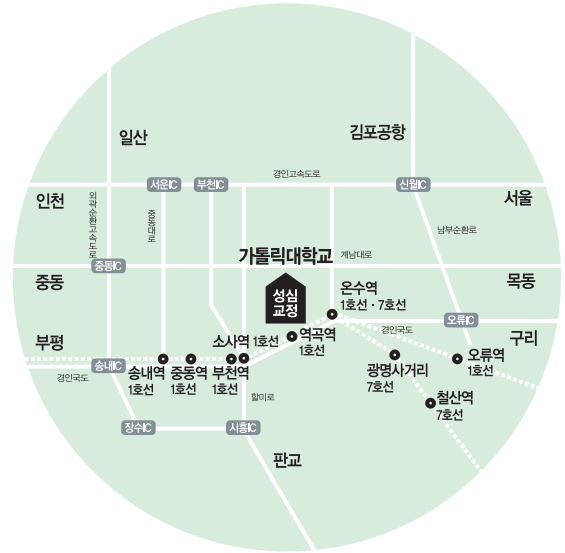 일산
김포공항
경인고속도로
서운IC
부천IC
신월IC
인천
서울
외곽순환고속도로
중동대로
남부순환로
가톨릭대학교
계남대로
중동IC
중동
목동
성심
교정
온수역
1호선 · 7호선
오류IC
경인국도
부평
구리
소사역 1호선
역곡역
1호선
오류역
1호선
송내IC
송내역
1호선
중동역
1호선
부천역
1호선
광명사거리
7호선
경인국도
할미로
철산역
7호선
장수IC
시흥IC
판교